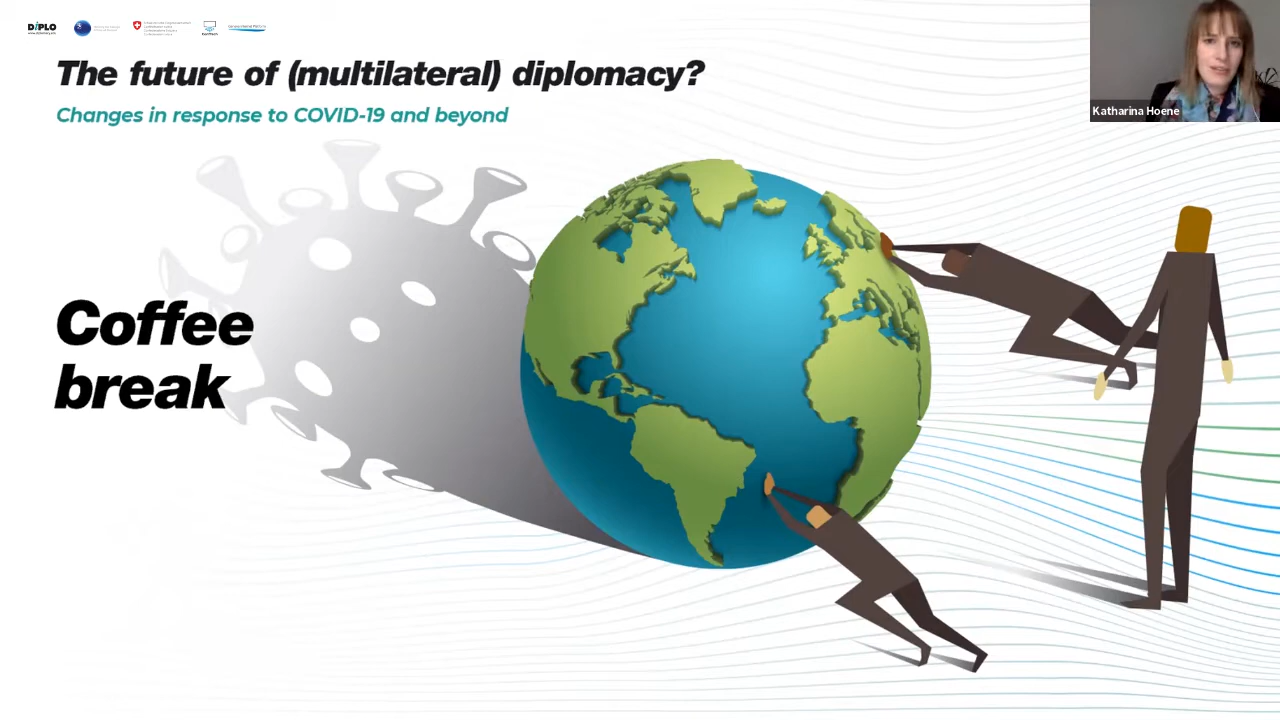 DiPLO
The future of (multilateral) diplomacy?
Changes in response to COVID-19 and beyond
Katharina Hoene
Coffee
break